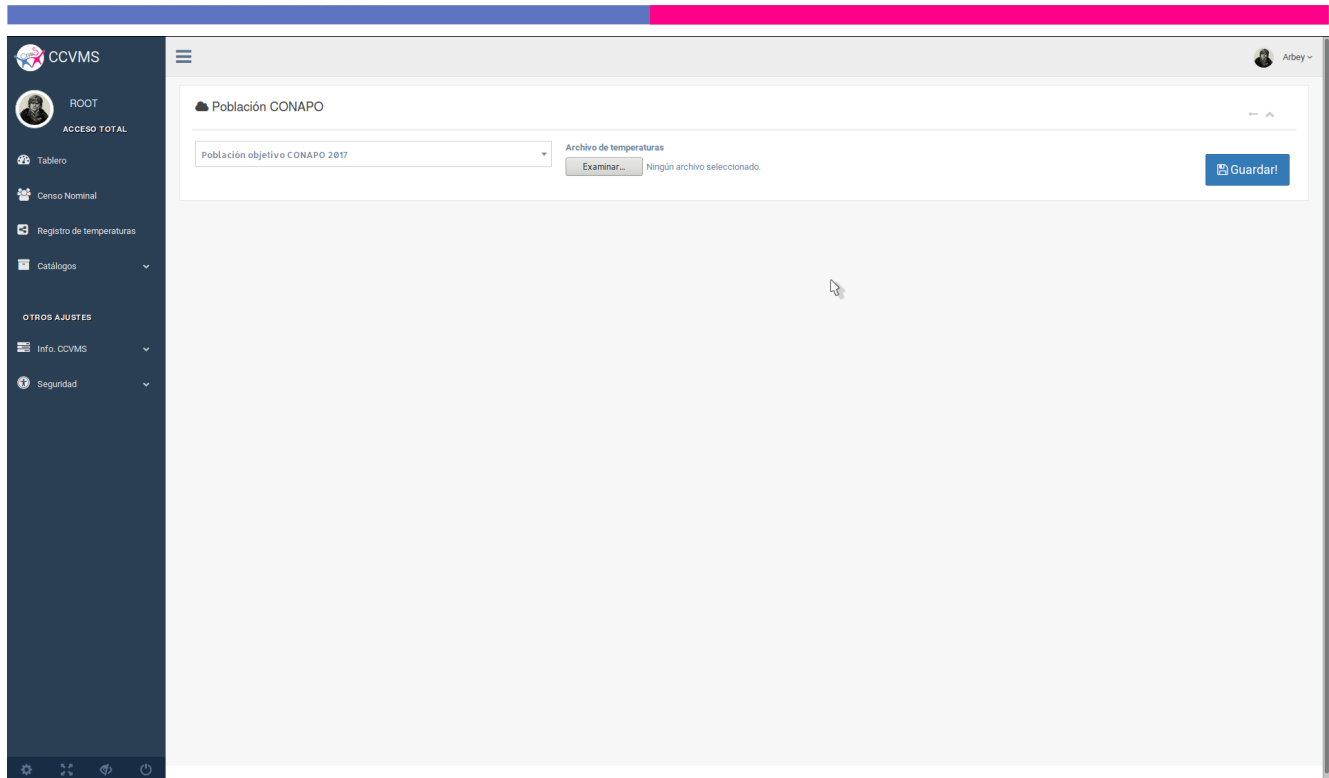 CCVMS
Arbey
ROOT
ACCESO TOTAL
Tablero
Censo Nominal
Registro de temperaturas
Catálogos
OTROS AJUSTES
Info. CCVMS
Seguridad
Población CONAPO
Población objetivo CONAPO 2017
Archivo de temperaturas
Examinar... Ningún archivo seleccionado.
Guardar!